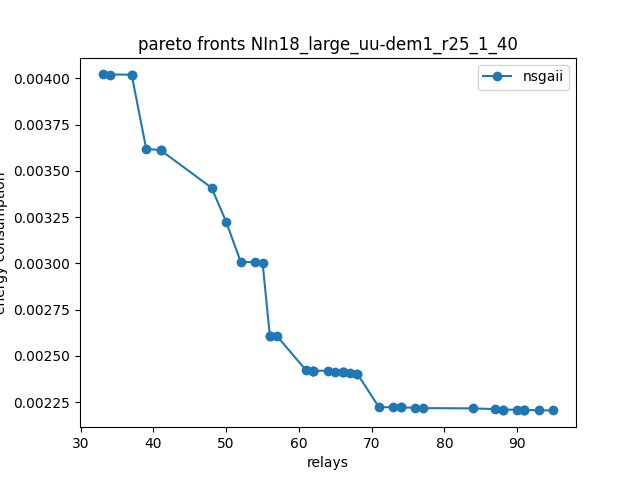 pareto fronts NIn18_large_uu-dem1_r25_1_40
nsgaii
0.00400
0.00375
0.00350
0.00325
0.00300
0.00275
0.00250
0.00225
energy consumption
30 40 50 60 70 80 90
relays